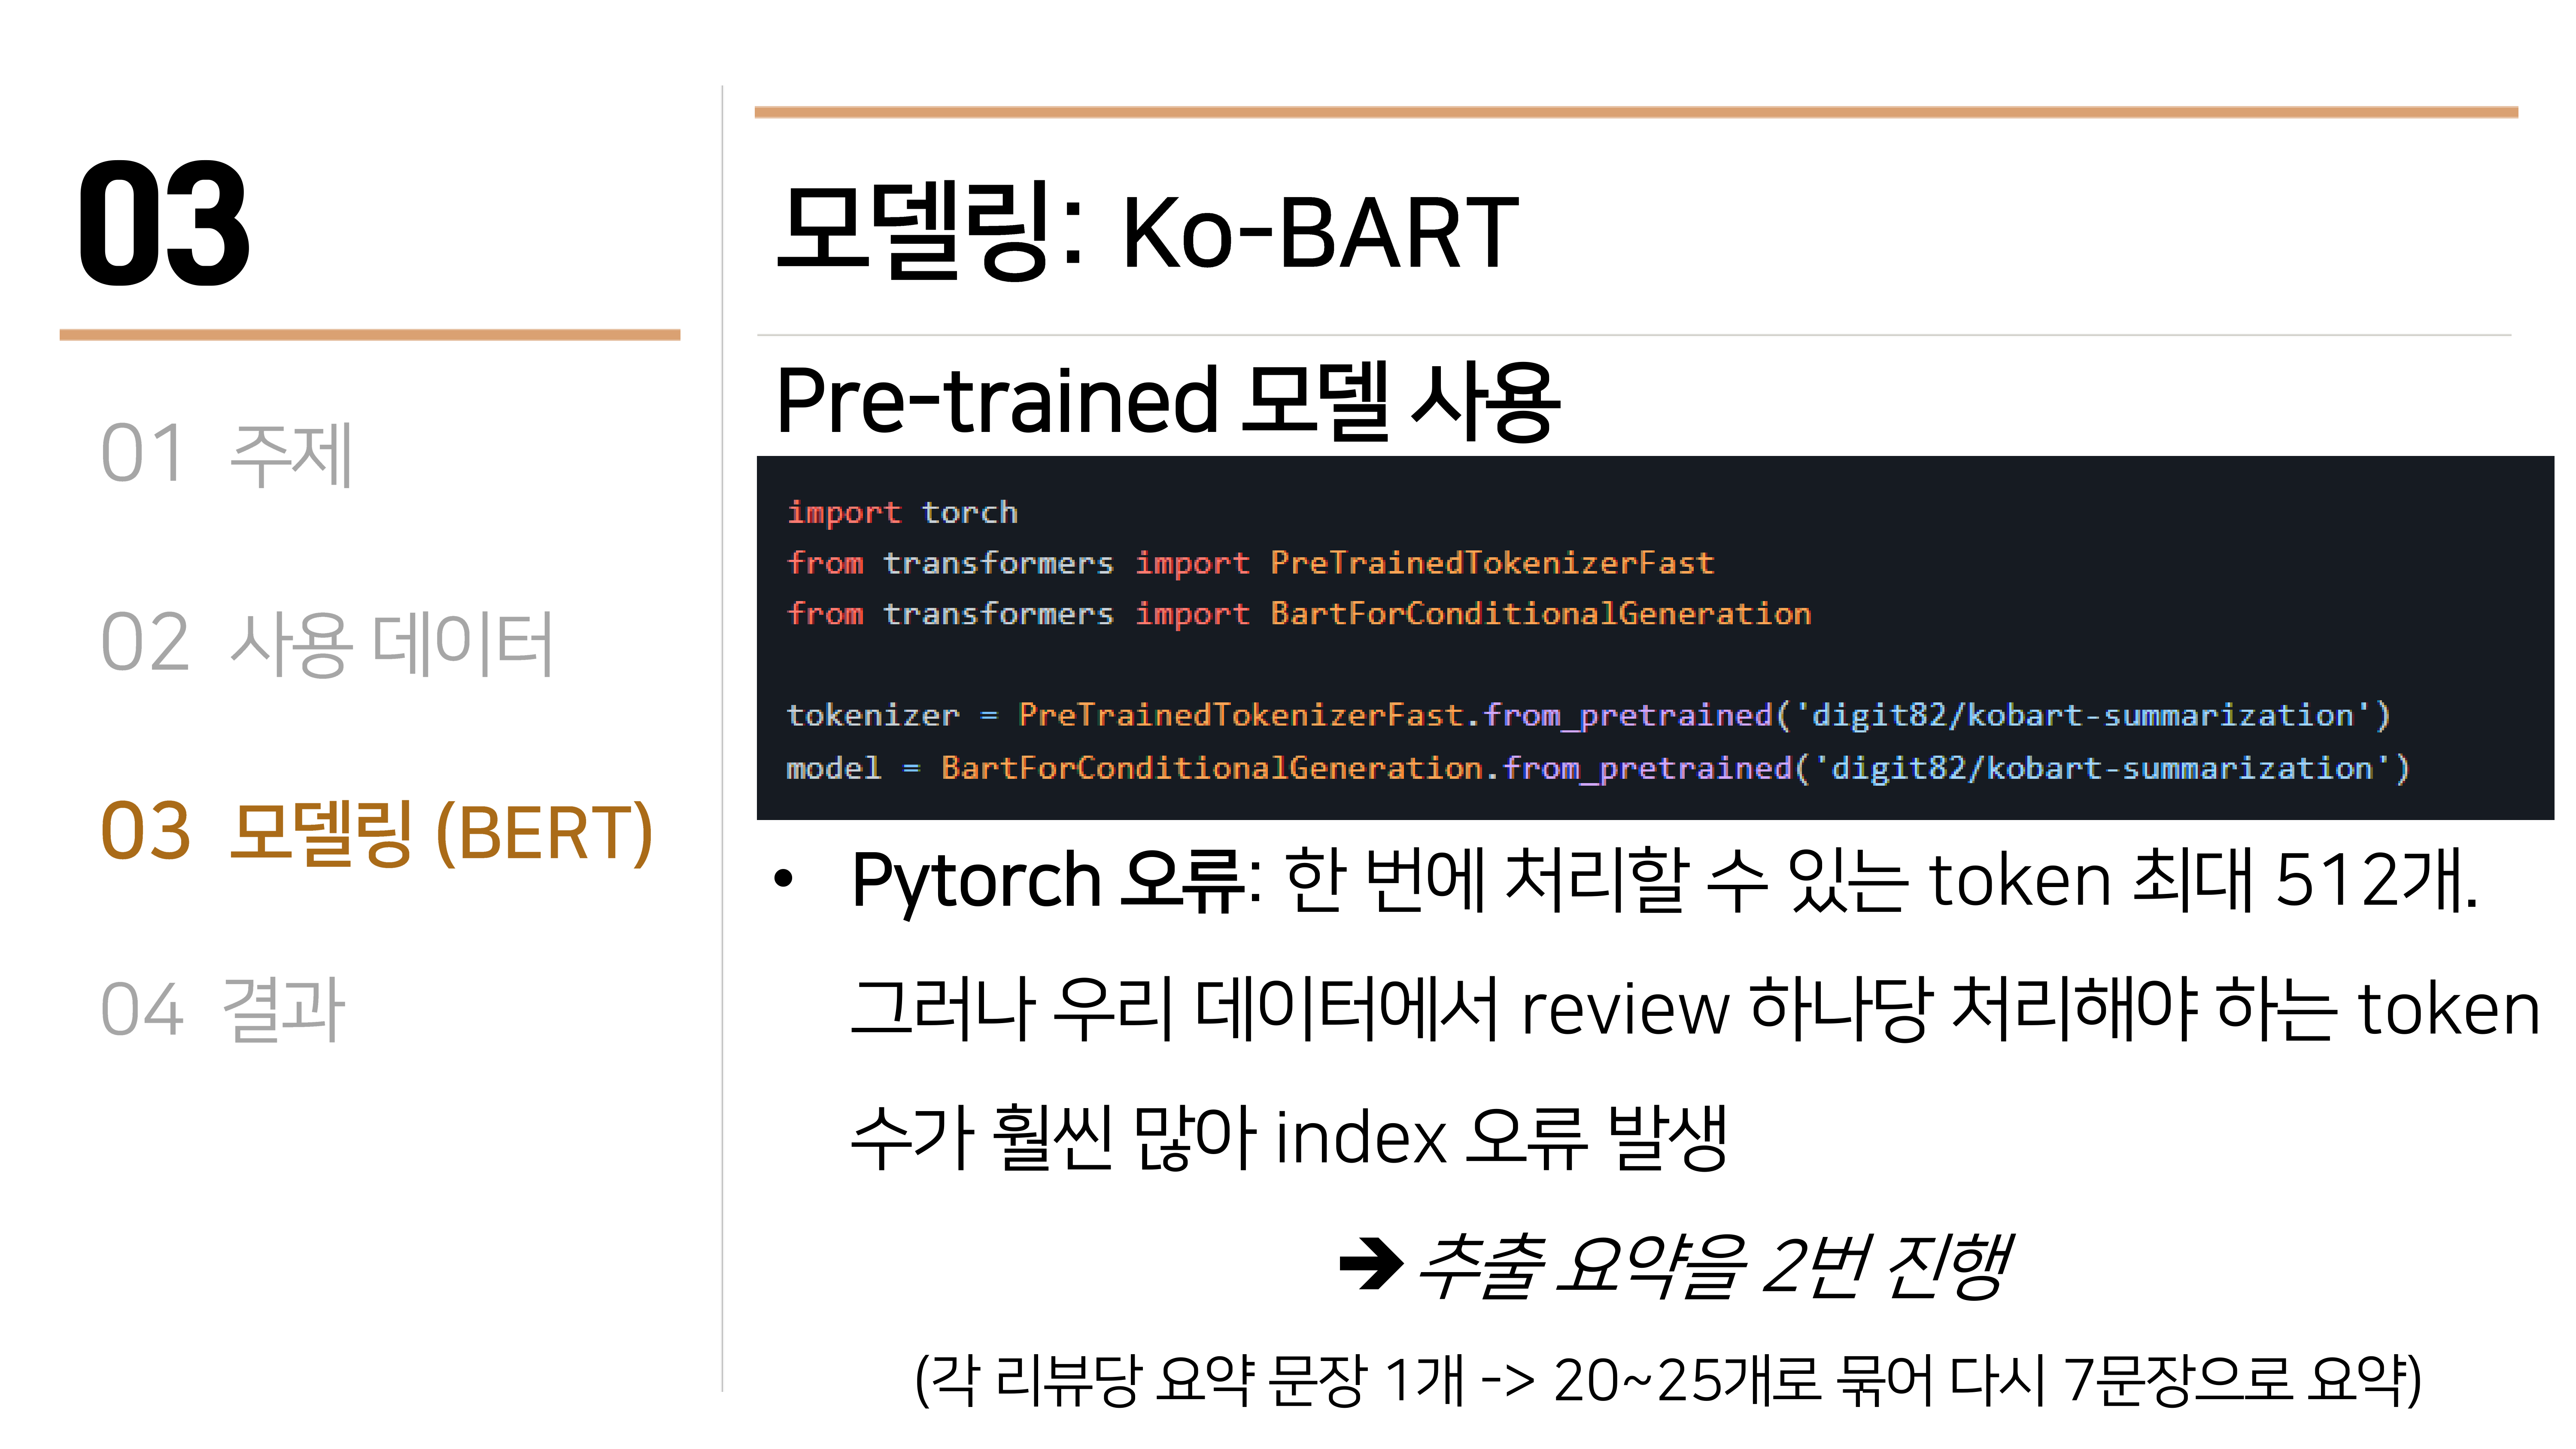 03
01 주제
02 사용 데이터
03 모델링 (BERT)
04 결과
모델링: Ko-BART
Pre-trained 모델 사용
import torch
from transformers import PreTrainedTokenizerFast
from transformers import BartForConditionalGeneration
tokenizer = PreTrainedTokenizerFast.from_pretrained('digit82/kobart-summarization')
model = BartForConditionalGeneration.from_pretrained('digit82/kobart-summarization')
• Pytorch 오류: 한 번에 처리할 수 있는 token 최대 512개.
그러나 우리 데이터에서 review 하나당 처리해야 하는 token
수가 훨씬 많아 index 오류 발생
➔ 추출 요약을 2번 진행
(각 리뷰당 요약 문장 1개 -> 20~25개로 묶어 다시 7문장으로 요약)